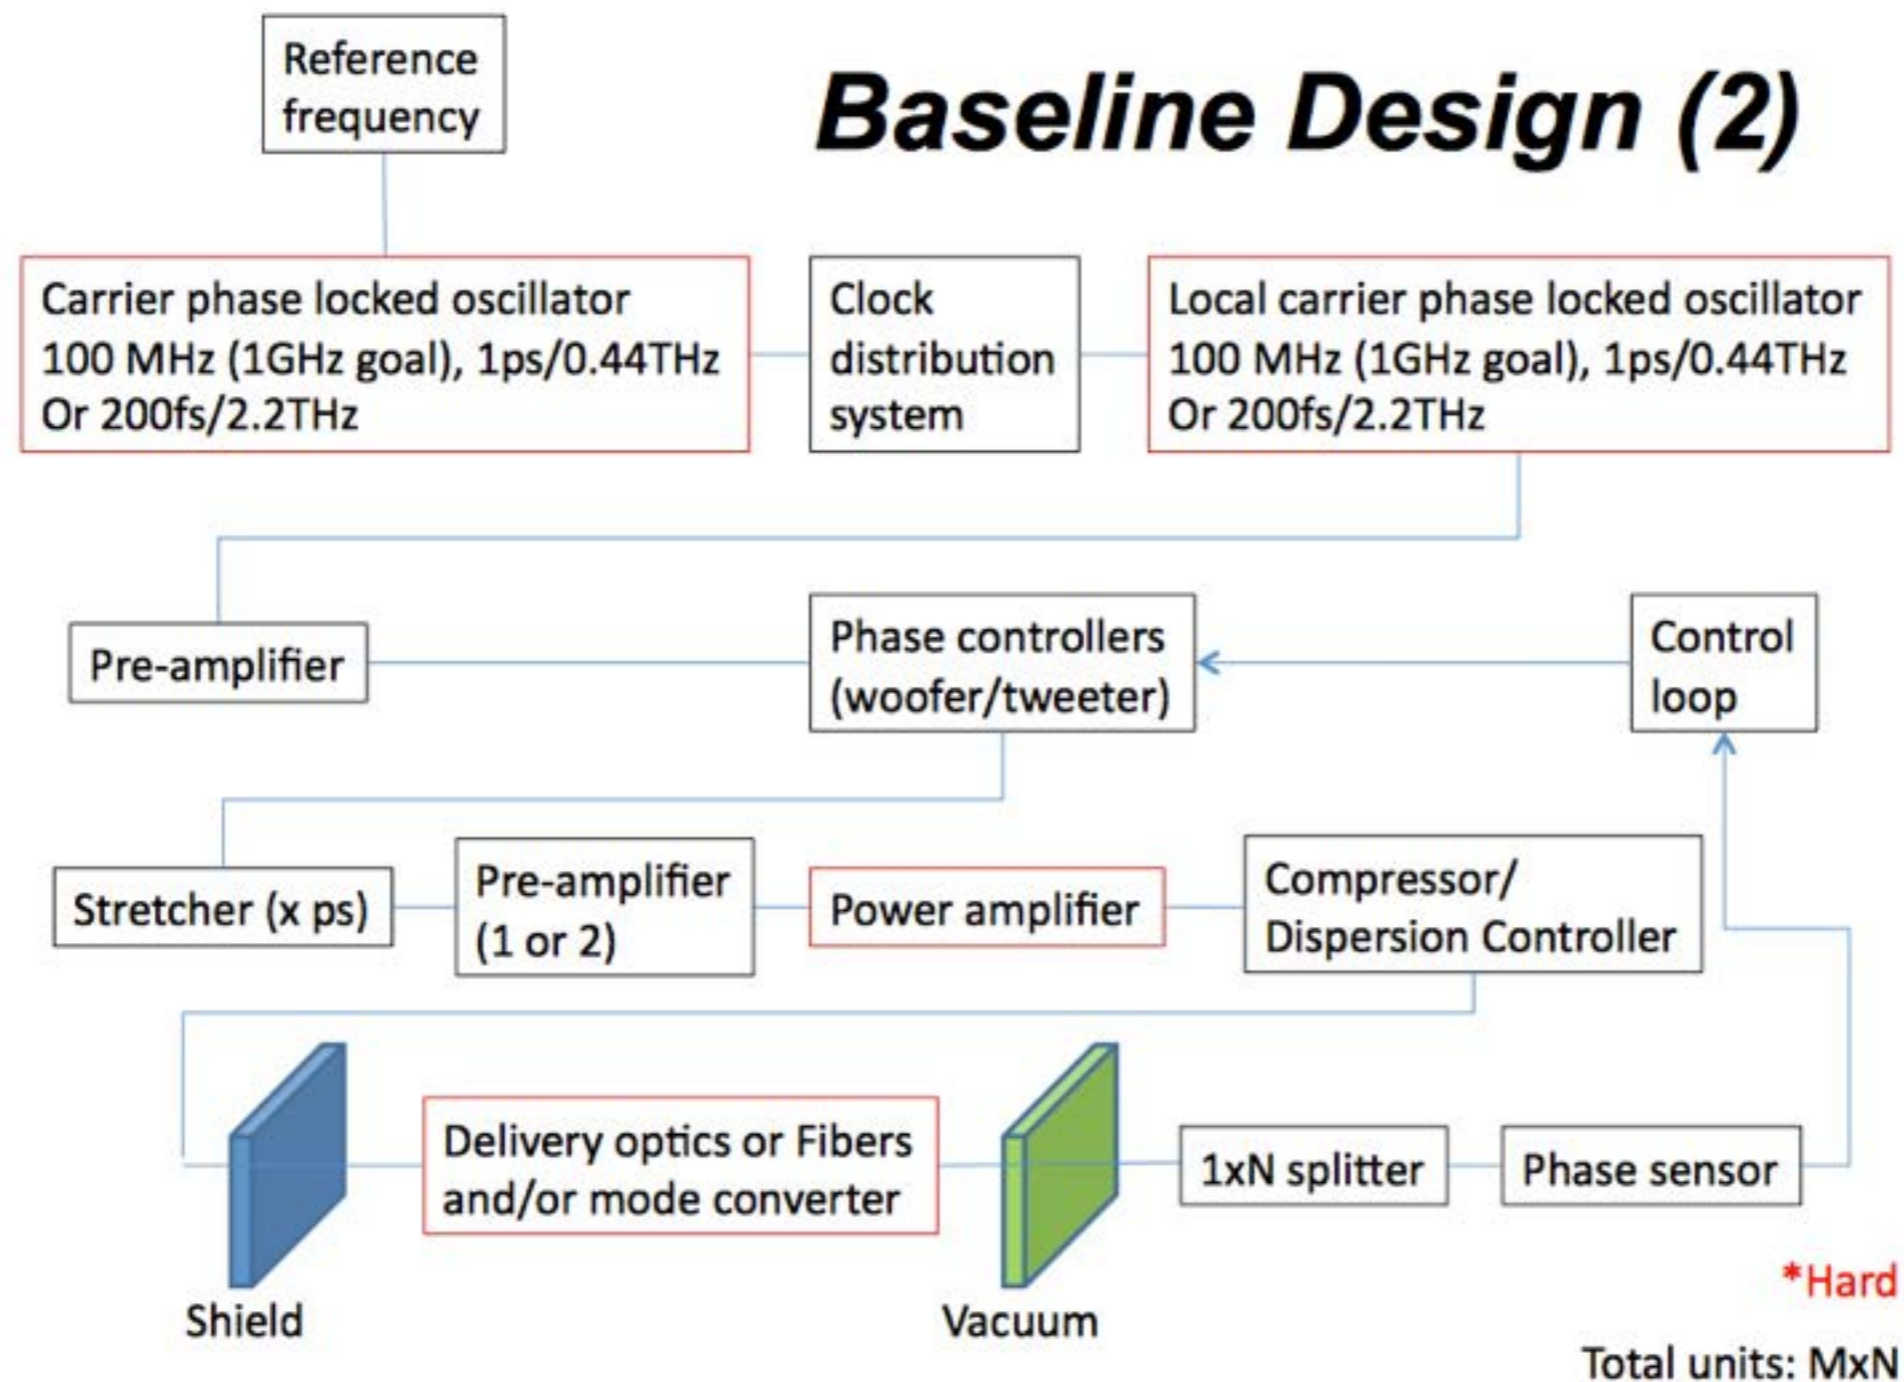 Reference
frequency
Baseline Design (2)
Carrier phase locked oscillator
100 MHz (1GHz goal), 1ps/0.44THz
Or 200fs/2.2THz
Clock
distribution
system
Local carrier phase locked oscillator
100 MHz (1GHz goal), 1ps/0.44THz
Or 200fs/2.2THz
Pre-amplifier
Phase controllers
(woofer/tweeter)
Control
loop
Stretcher (x ps)
Pre-amplifier
(1 or 2)
Power amplifier
Compressor/
Dispersion Controller
Delivery optics or Fibers
and/or mode converter
1xN splitter
Phase sensor
Shield
Vacuum
*Hard
Total units: MxN